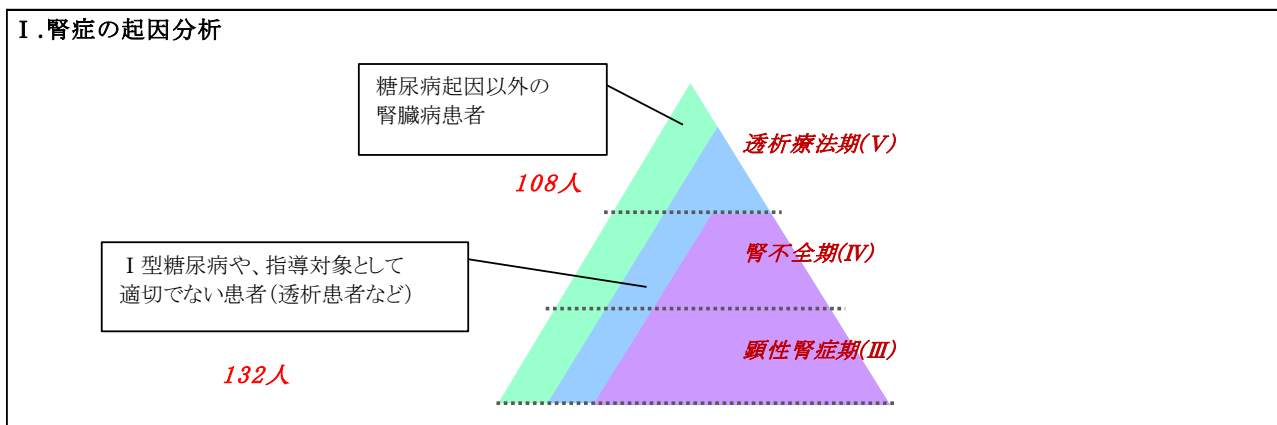 Ⅰ.腎症の起因分析
糖尿病起因以外の
腎臓病患者
透析療法期(Ⅴ)
108人
Ⅰ型糖尿病や、指導対象として
適切でない患者(透析患者など)
腎不全期(Ⅳ)
顕性腎症期(Ⅲ)
132人